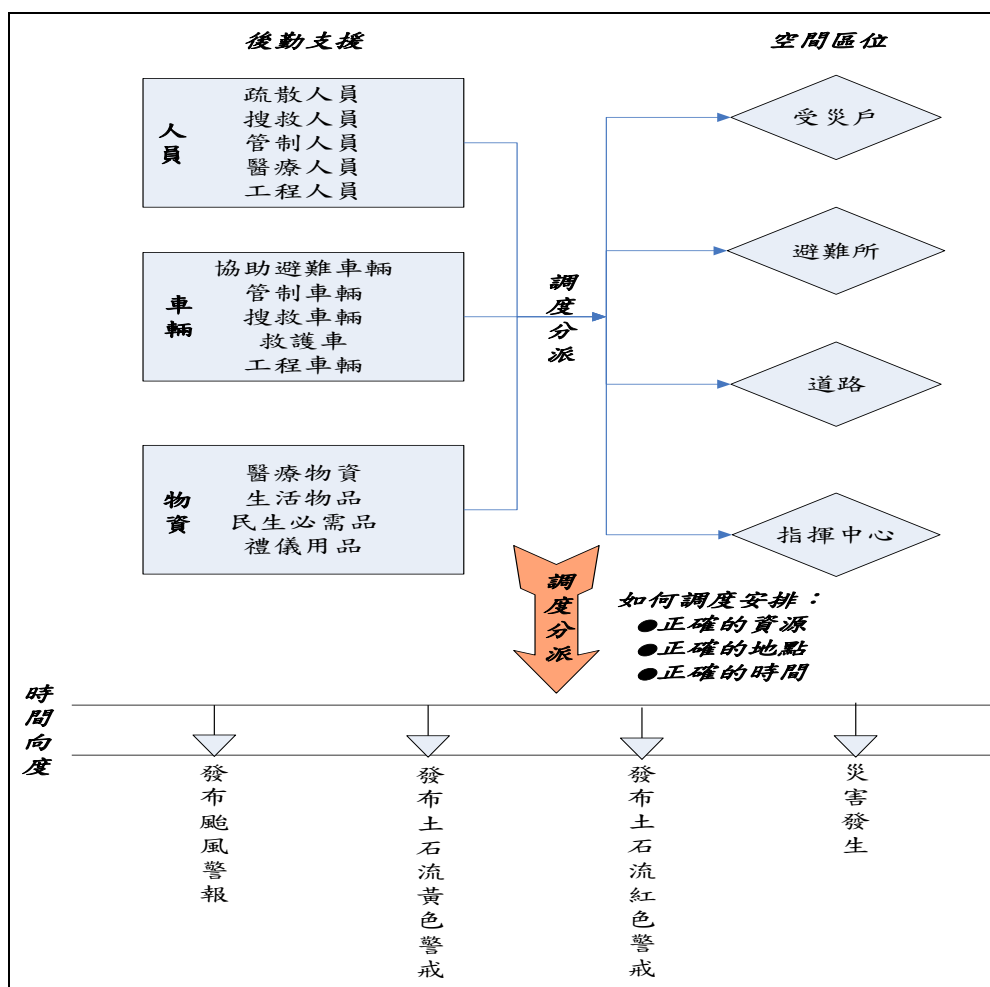 後勤支援
空間區位
人員
疏散人員
搜救人員
管制人員
醫療人員
工程人員
車輛
協助避難車輛
管制車輛
搜救車輛
救護車
工程車輛
物資
醫療物資
生活物品
民生必需品
禮儀用品
調度分派
受災戶
避難所
道路
指揮中心
調度分派
如何調度安排：
●正確的資源
●正確的地點
●正確的時間
時間向度
發布颱風警報
發布土石流黃色警戒
發布土石流紅色警戒
災害發生